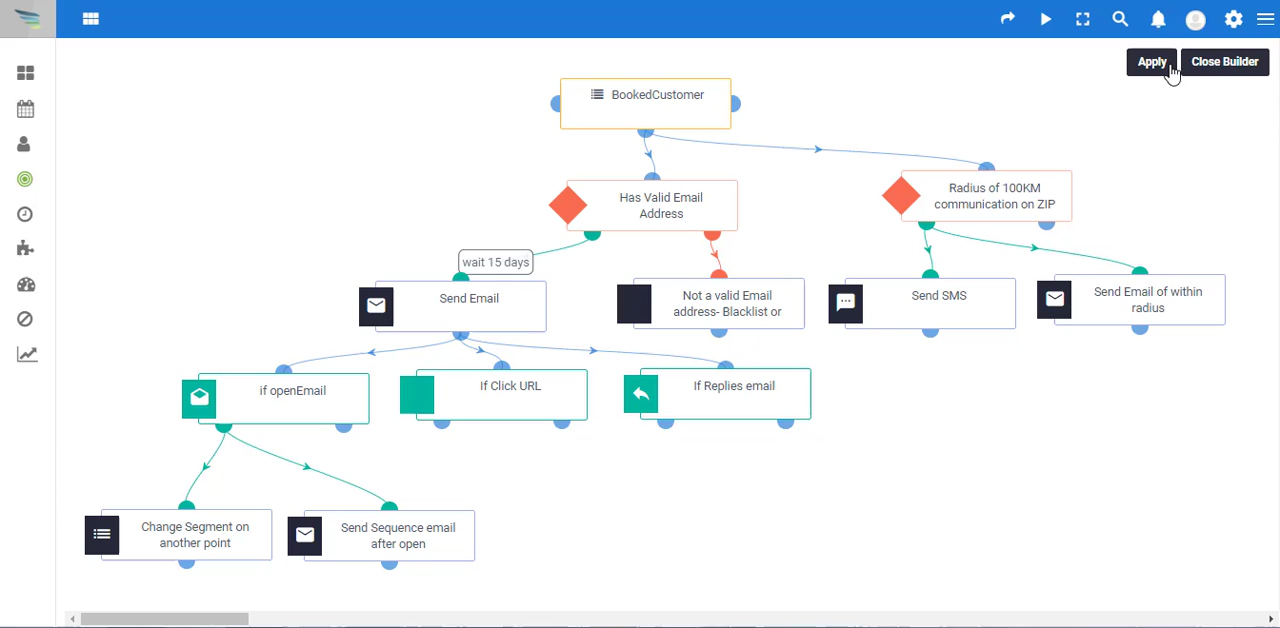 Apply
Close Builder
BookedCustomer
Has Valid Email
Address
Radius of 100KM
communication on ZIP
wait 15 days
Send Email
Not a valid Email
address- Blacklist or
Send SMS
Send Email of within
radius
if openEmail
If Click URL
If Replies email
Change Segment on
another point
Send Sequence email
after open